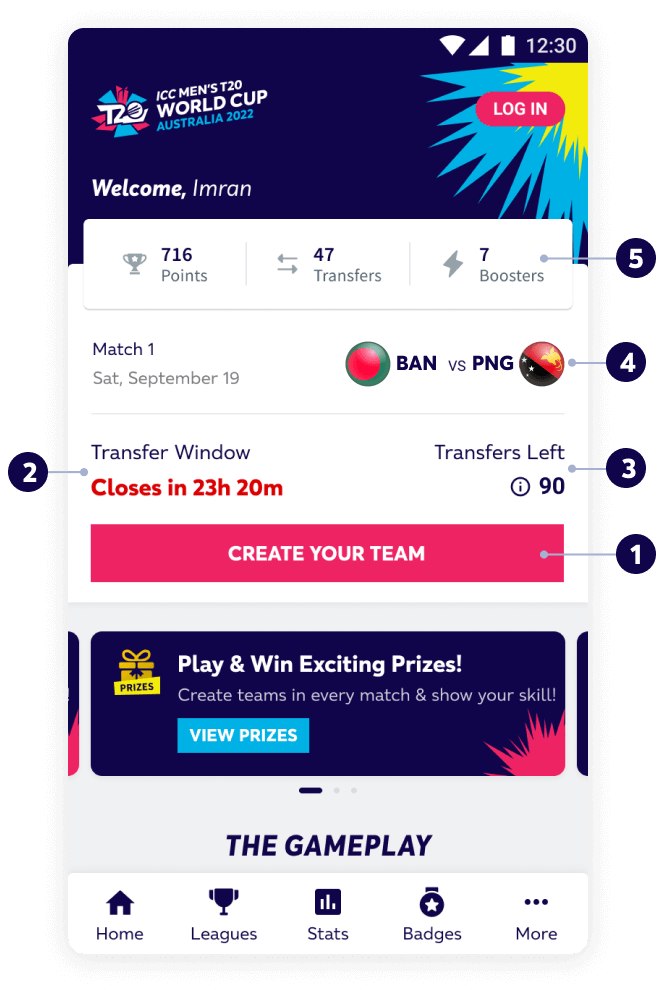 12:30
ICC MEN'S T20
WORLD CUP
AUSTRALIA 2022
T20
LOG IN
Welcome, Imran
716
Points
47
Transfers
7
Boosters
5
Match 1
Sat, September 19
BAN vs PNG
4
Transfer Window
Closes in 23h 20m
2
Transfers Left
90
3
CREATE YOUR TEAM
1
!
PRIZES
Play & Win Exciting Prizes!
Create teams in every match & show your skill!
VIEW PRIZES
THE GAMEPLAY
Home
Leagues
Stats
Badges
More